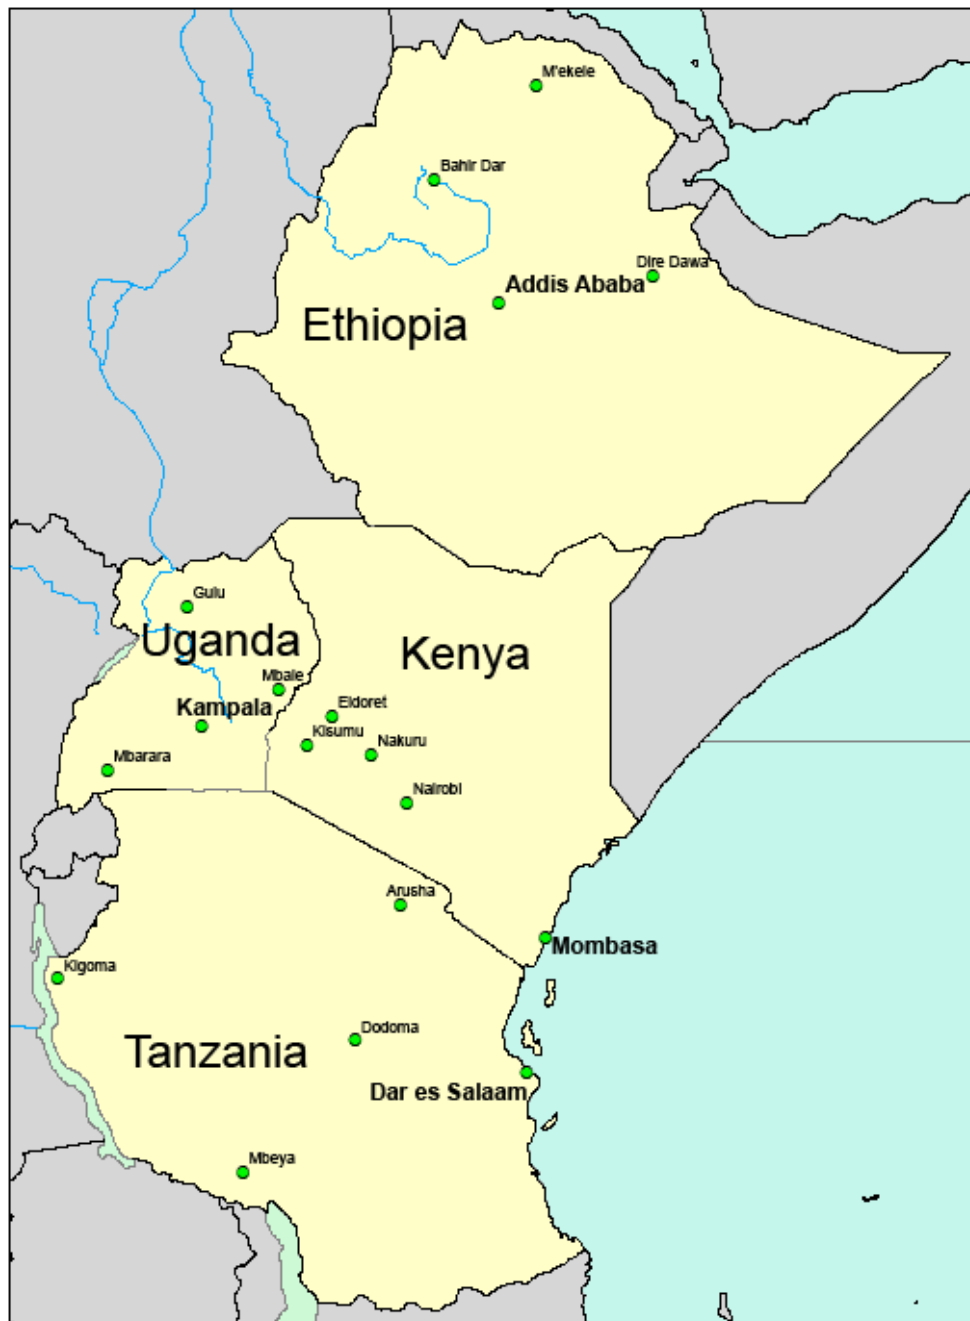 M'ekele
Bahir Dar
Dire Dawa
Addis Ababa
Ethiopia
Gulu
Uganda
Kenya
Mbale
Kampala
Eldoret
Kisumu
Nakuru
Mbarara
Nairobi
Arusha
Mombasa
Kigoma
Dodoma
Tanzania
Dar es Salaam
Mbeya